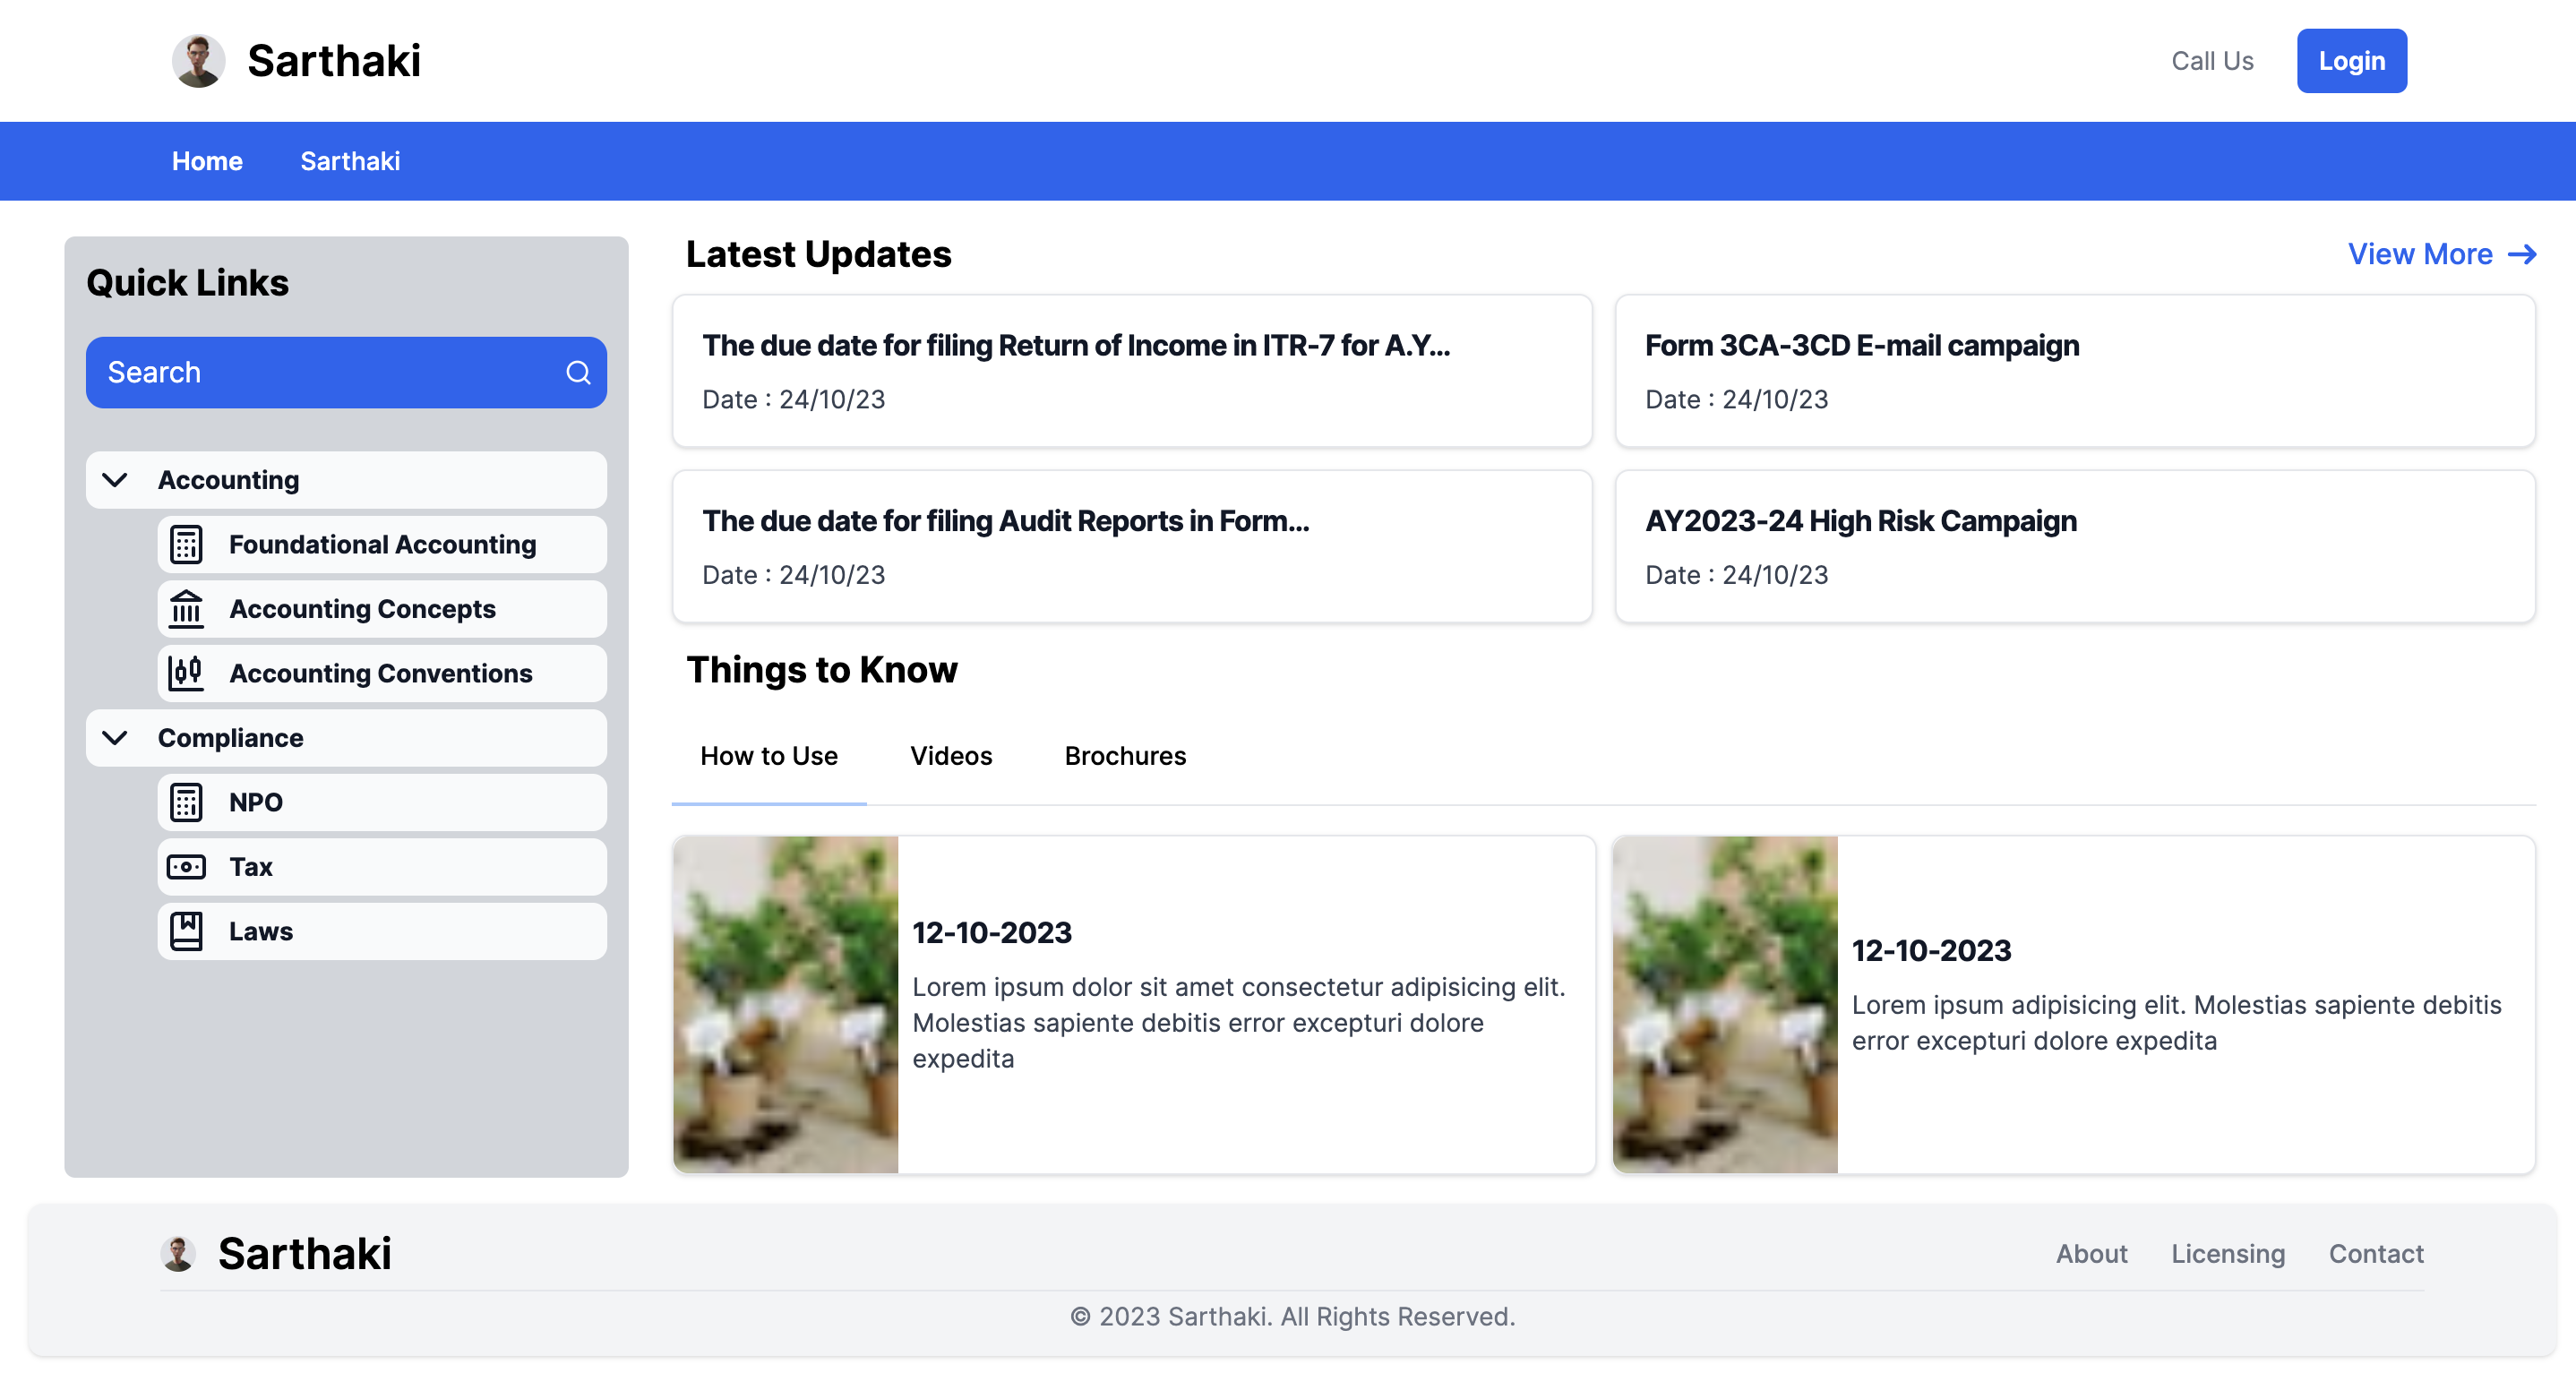 Sarthaki
Call Us
Login
Home
Sarthaki
Quick Links
Search
Accounting
Foundational Accounting
Accounting Concepts
Accounting Conventions
Compliance
NPO
Tax
Laws
Latest Updates
View More
The due date for filing Return of Income in ITR-7 for A.Y...
Date : 24/10/23
Form 3CA-3CD E-mail campaign
Date : 24/10/23
The due date for filing Audit Reports in Form...
Date : 24/10/23
AY2023-24 High Risk Campaign
Date : 24/10/23
Things to Know
How to Use
Videos
Brochures
12-10-2023
Lorem ipsum dolor sit amet consectetur adipisicing elit.
Molestias sapiente debitis error excepturi dolore
expedita
12-10-2023
Lorem ipsum adipisicing elit. Molestias sapiente debitis
error excepturi dolore expedita
Sarthaki
About
Licensing
Contact
© 2023 Sarthaki. All Rights Reserved.